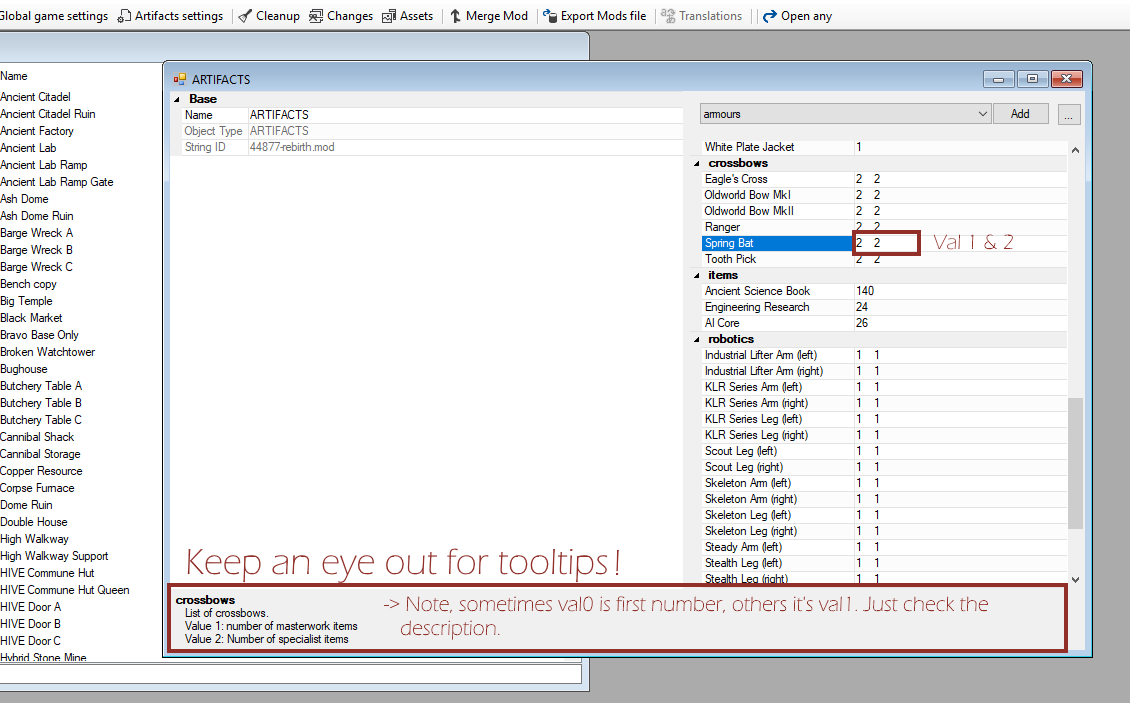 Global game settings Artifacts settings Cleanup Changes Assets Merge Mod Export Mods file Translations Open any
Name
Ancient Citadel
Ancient Citadel Ruin
Ancient Factory
Ancient Lab
Ancient Lab Ramp
Ancient Lab Ramp Gate
Ash Dome
Ash Dome Ruin
Barge Wreck A
Barge Wreck B
Barge Wreck C
Bench copy
Big Temple
Black Market
Bravo Base Only
Broken Watchtower
Bughouse
Butchery Table A
Butchery Table B
Butchery Table C
Cannibal Shack
Cannibal Storage
Copper Resource
Corpse Furnace
Dome Ruin
Double House
High Walkway
High Walkway Support
HIVE Commune Hut
HIVE Commune Hut Queen
HIVE Door A
HIVE Door B
HIVE Door C
Hybrid Stone Mine
ARTIFACTS
Base
Name ARTIFACTS
Object Type ARTIFACTS
String ID 44877-rebirth.mod
armours Add ...
White Plate Jacket 1
crossbows
Eagle's Cross 2 2
Oldworld Bow MkI 2 2
Oldworld Bow MkII 2 2
Ranger 2 2
Spring Bat 2 2 Val 1 & 2
Tooth Pick 2 2
items
Ancient Science Book 140
Engineering Research 24
AI Core 26
robotics
Industrial Lifter Arm (left) 1 1
Industrial Lifter Arm (right) 1 1
KLR Series Arm (left) 1 1
KLR Series Arm (right) 1 1
KLR Series Leg (left) 1 1
KLR Series Leg (right) 1 1
Scout Leg (left) 1 1
Scout Leg (right) 1 1
Skeleton Arm (left) 1 1
Skeleton Arm (right) 1 1
Skeleton Leg (left) 1 1
Skeleton Leg (right) 1 1
Steady Arm (left) 1 1
Stealth Leg (left) 1 1
Stealth Leg (right) 1 1
Keep an eye out for tooltips!
crossbows
List of crossbows.
Value 1: number of masterwork items
Value 2: Number of specialist items
-> Note, sometimes val0 is first number, others it's val1. Just check the
description.